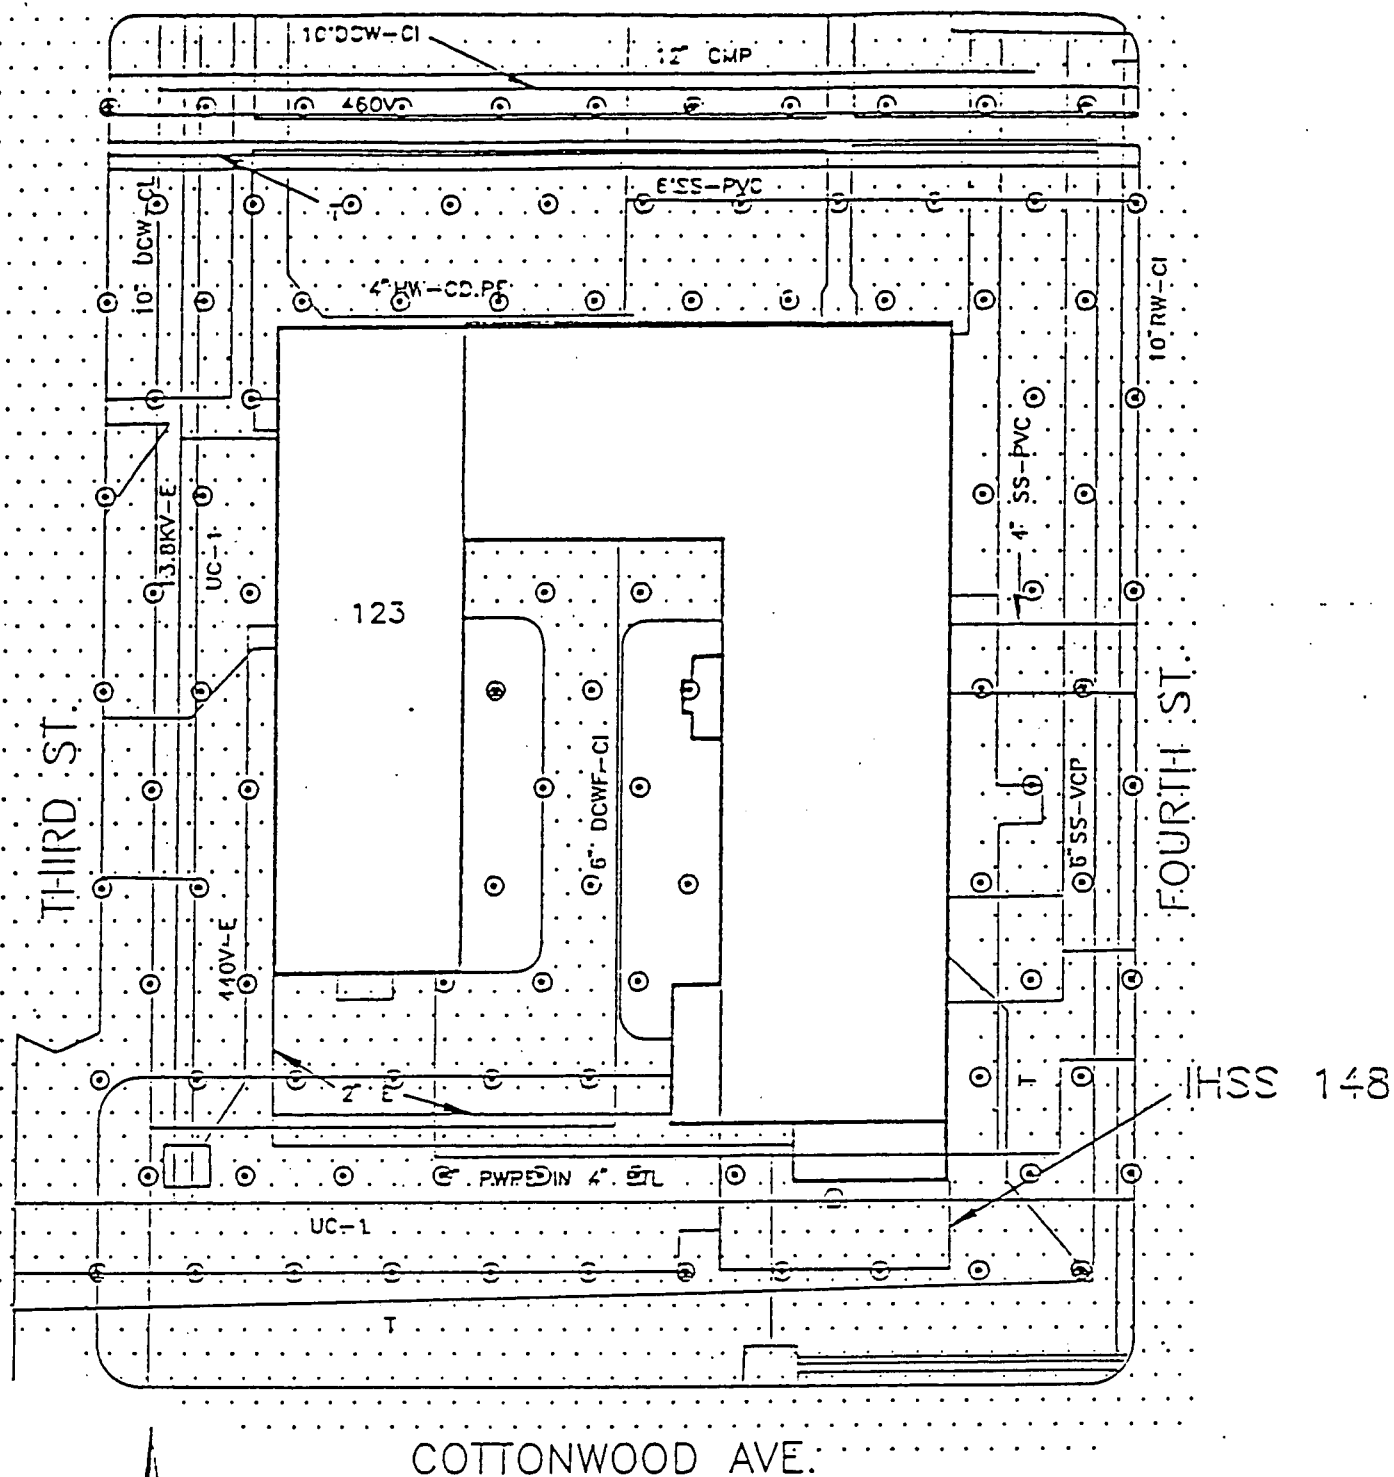 10"DCW-CI
12" CMP
460V
6"SS-PVC
T
10" DCW-CL
4"HW-CD.PE
10"RW-CI
4" SS-PVC
13.8KV-E
UC-1
123
THIRD ST.
6" DCWF-CI
6"SS-VCP
FOURTH ST.
110V-E
2" E
T
IHSS 148
PWPE IN 4" STL
UC-1
T
COTTONWOOD AVE.